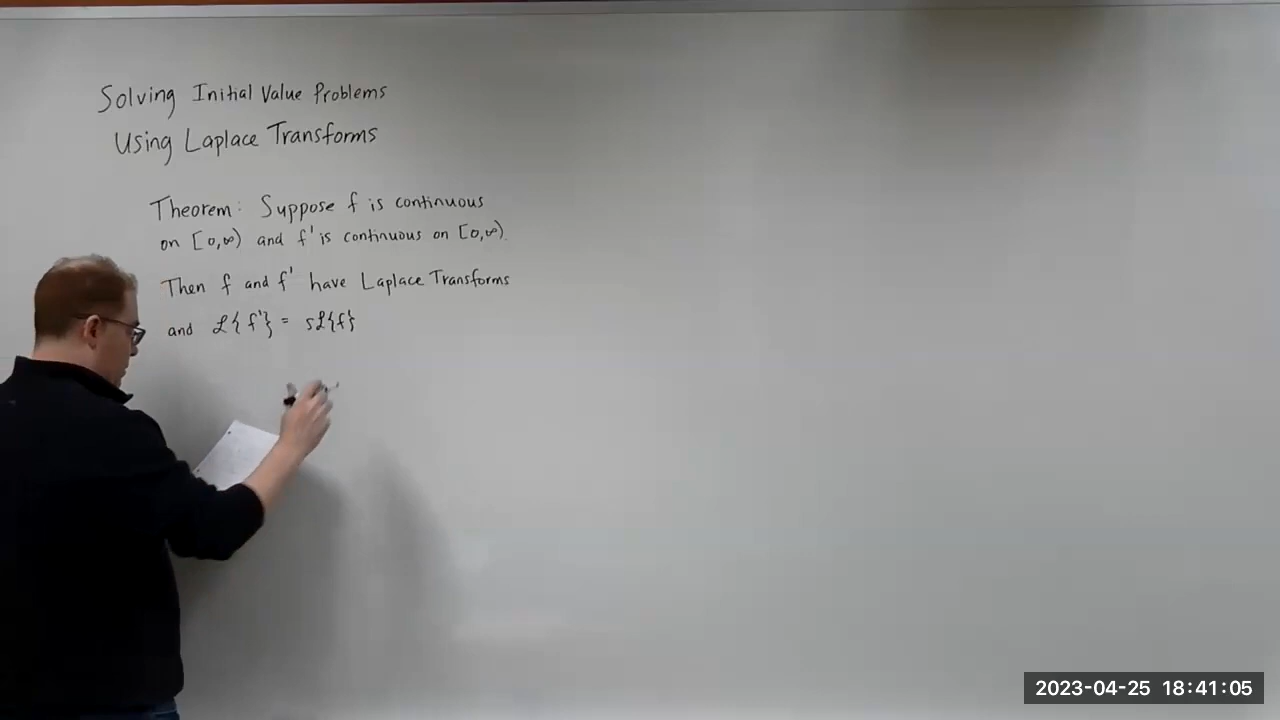 Solving Initial Value Problems
Using Laplace Transforms
Theorem: Suppose f is continuous
on [0,∞) and f' is continuous on [0,∞).
Then f and f' have Laplace Transforms
and ℒ{f'} = sℒ{f}
2023-04-25 18:41:05